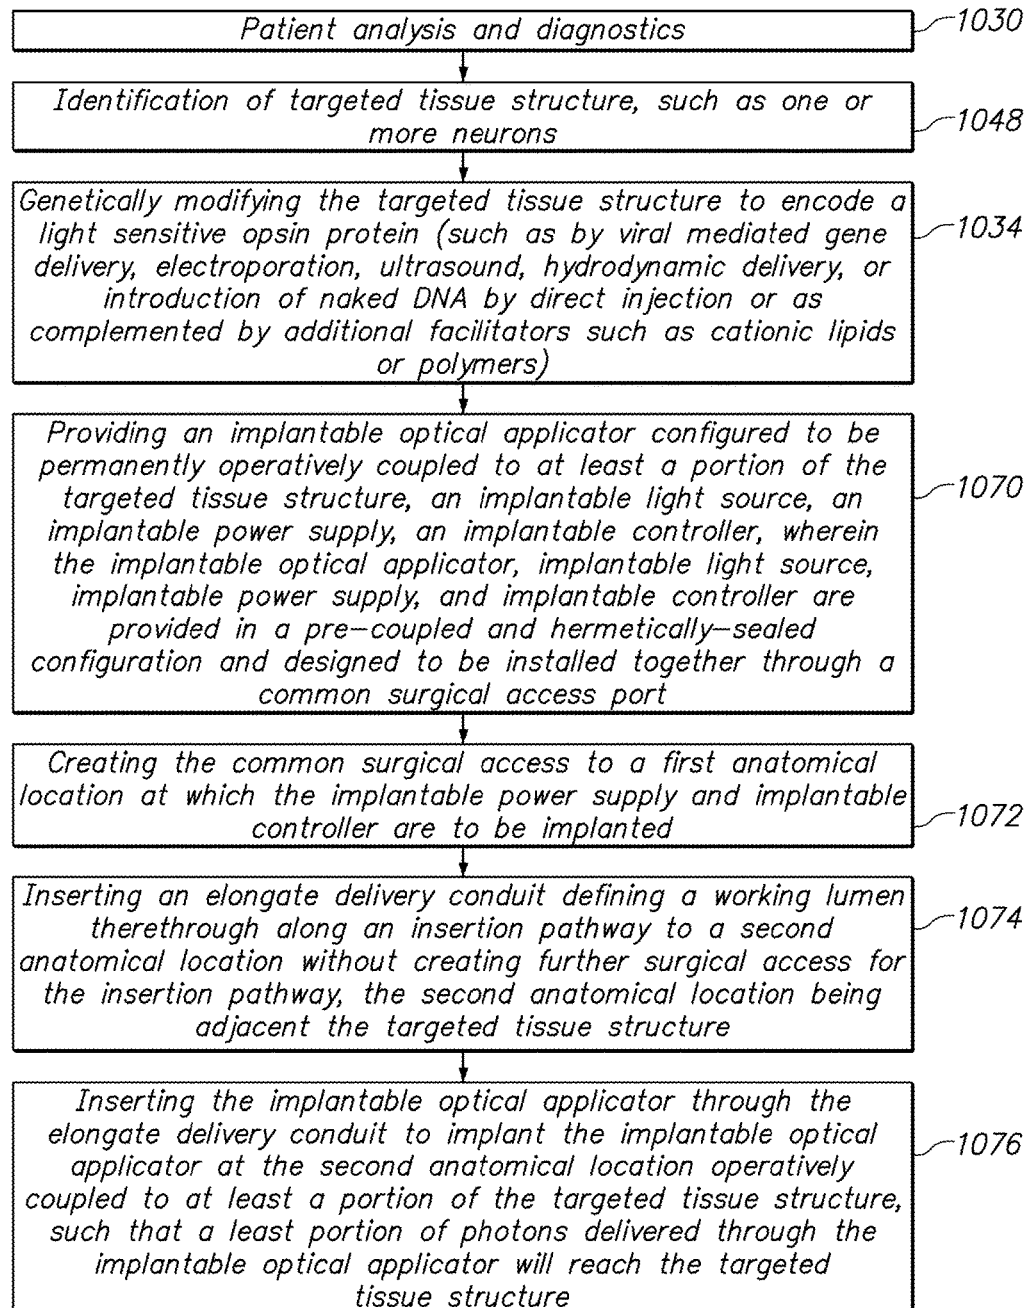 Patient analysis and diagnostics
1030
Identification of targeted tissue structure, such as one or
more neurons
1048
Genetically modifying the targeted tissue structure to encode a
light sensitive opsin protein (such as by viral mediated gene
delivery, electroporation, ultrasound, hydrodynamic delivery, or
introduction of naked DNA by direct injection or as
complemented by additional facilitators such as cationic lipids
or polymers)
1034
Providing an implantable optical applicator configured to be
permanently operatively coupled to at least a portion of the
targeted tissue structure, an implantable light source, an
implantable power supply, an implantable controller, wherein
the implantable optical applicator, implantable light source,
implantable power supply, and implantable controller are
provided in a pre-coupled and hermetically-sealed
configuration and designed to be installed together through a
common surgical access port
1070
Creating the common surgical access to a first anatomical
location at which the implantable power supply and implantable
controller are to be implanted
1072
Inserting an elongate delivery conduit defining a working lumen
therethrough along an insertion pathway to a second
anatomical location without creating further surgical access for
the insertion pathway, the second anatomical location being
adjacent the targeted tissue structure
1074
Inserting the implantable optical applicator through the
elongate delivery conduit to implant the implantable optical
applicator at the second anatomical location operatively
coupled to at least a portion of the targeted tissue structure,
such that a least portion of photons delivered through the
implantable optical applicator will reach the targeted
tissue structure
1076